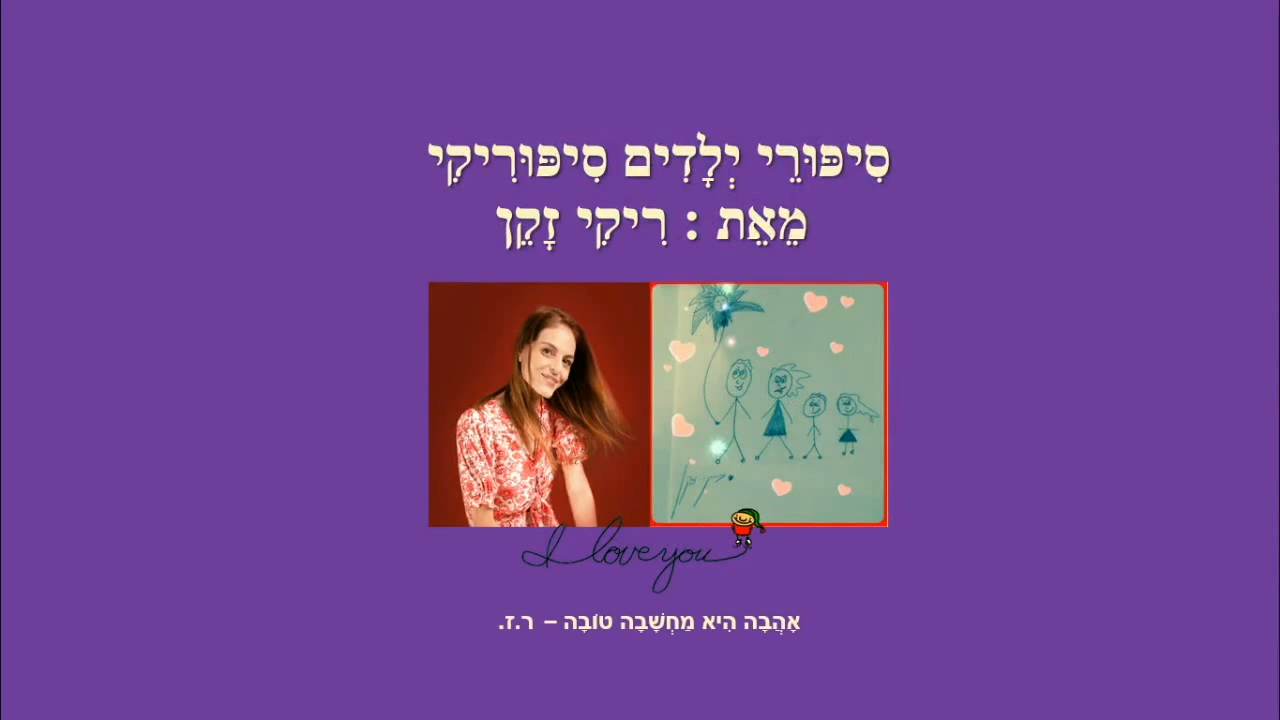 סִיפּוּרֵי יְלָדִים סִיפּוּרִיקִי
מֵאֵת : רִיקִי זָקֵן
I love you
אָהֲבָה הִיא מַחְשָׁבָה טוֹבָה – ר.ז.